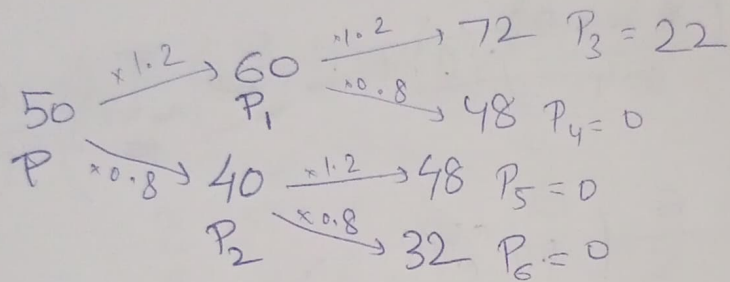 ×1.2 72 P₃ = 22
×1.2 60
×0.8
50 P₁ 48 P₄ = 0
P ×0.8 40 ×1.2 48 P₅ = 0
P₂ ×0.8 32 P₆ = 0